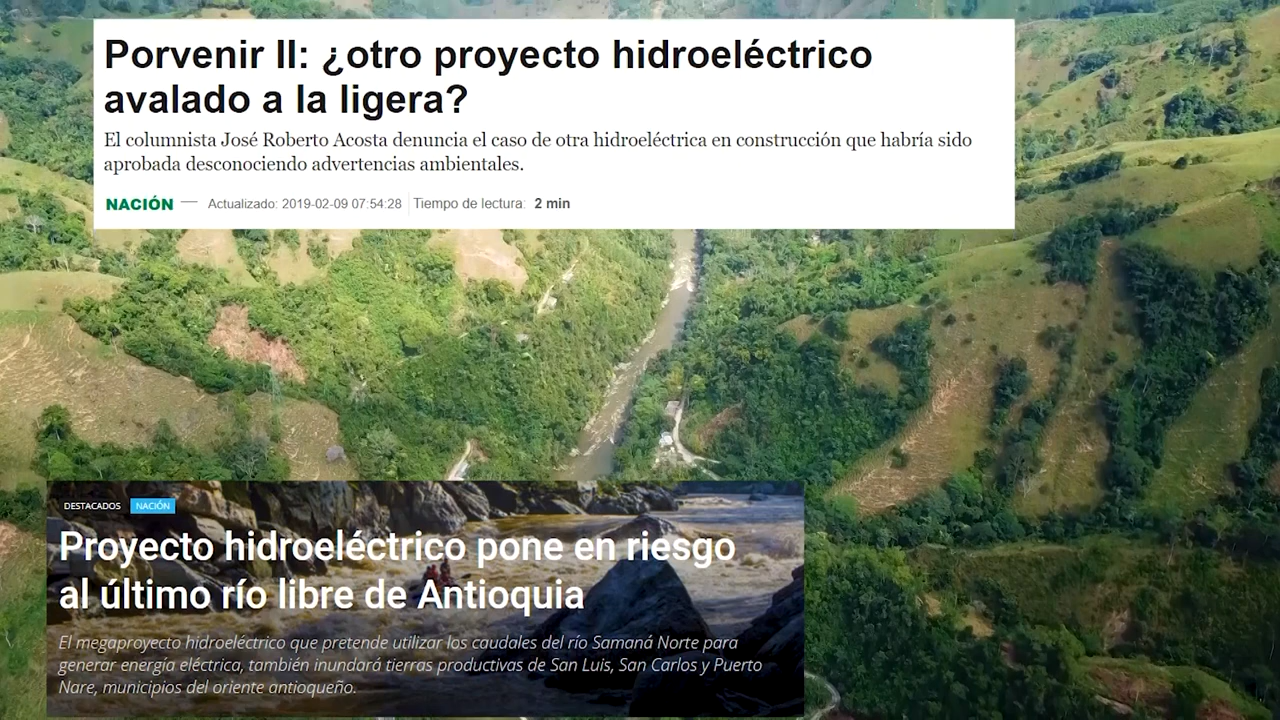 Porvenir II: ¿otro proyecto hidroeléctrico
avalado a la ligera?
El columnista José Roberto Acosta denuncia el caso de otra hidroeléctrica en construcción que habría sido
aprobada desconociendo advertencias ambientales.
NACIÓN — Actualizado: 2019-02-09 07:54:28 Tiempo de lectura: 2 min
DESTACADOS NACIÓN
Proyecto hidroeléctrico pone en riesgo
al último río libre de Antioquia
El megaproyecto hidroeléctrico que pretende utilizar los caudales del río Samaná Norte para
generar energía eléctrica, también inundará tierras productivas de San Luis, San Carlos y Puerto
Nare, municipios del oriente antioqueño.